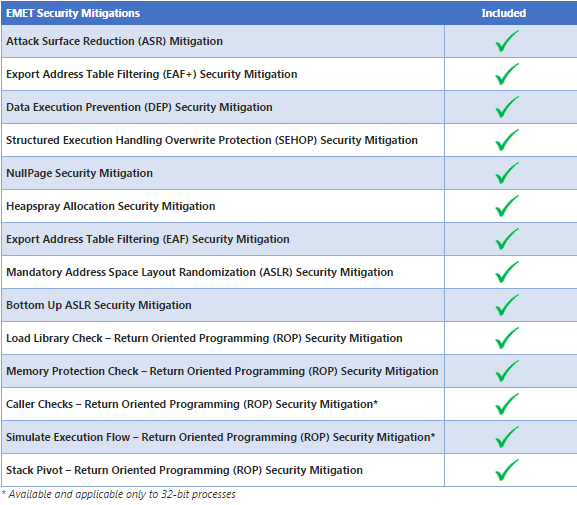 EMET Security Mitigations Included
Attack Surface Reduction (ASR) Mitigation
Export Address Table Filtering (EAF+) Security Mitigation
Data Execution Prevention (DEP) Security Mitigation
Structured Execution Handling Overwrite Protection (SEHOP) Security Mitigation
NullPage Security Mitigation
Heapspray Allocation Security Mitigation
Export Address Table Filtering (EAF) Security Mitigation
Mandatory Address Space Layout Randomization (ASLR) Security Mitigation
Bottom Up ASLR Security Mitigation
Load Library Check – Return Oriented Programming (ROP) Security Mitigation
Memory Protection Check – Return Oriented Programming (ROP) Security Mitigation
Caller Checks – Return Oriented Programming (ROP) Security Mitigation*
Simulate Execution Flow – Return Oriented Programming (ROP) Security Mitigation*
Stack Pivot – Return Oriented Programming (ROP) Security Mitigation
* Available and applicable only to 32-bit processes